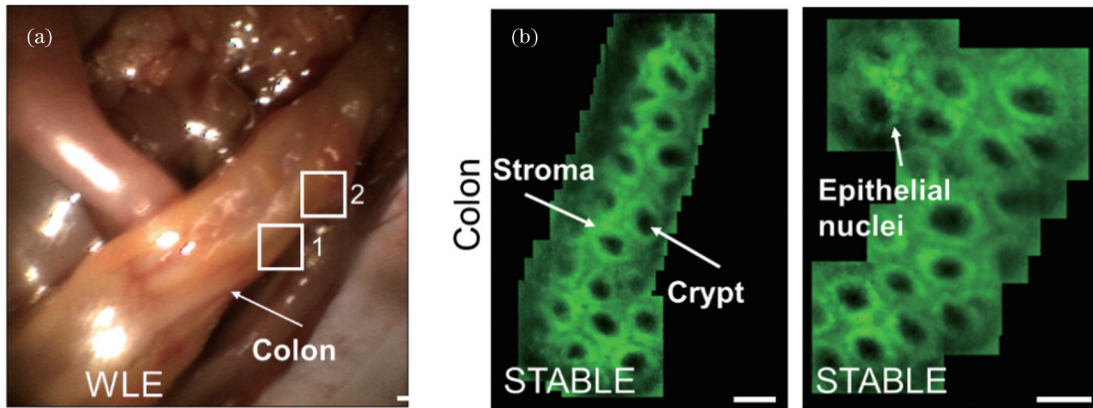 (a)
2
1
Colon
WLE
(b)
Colon
Stroma
Crypt
STABLE
Epithelial
nuclei
STABLE